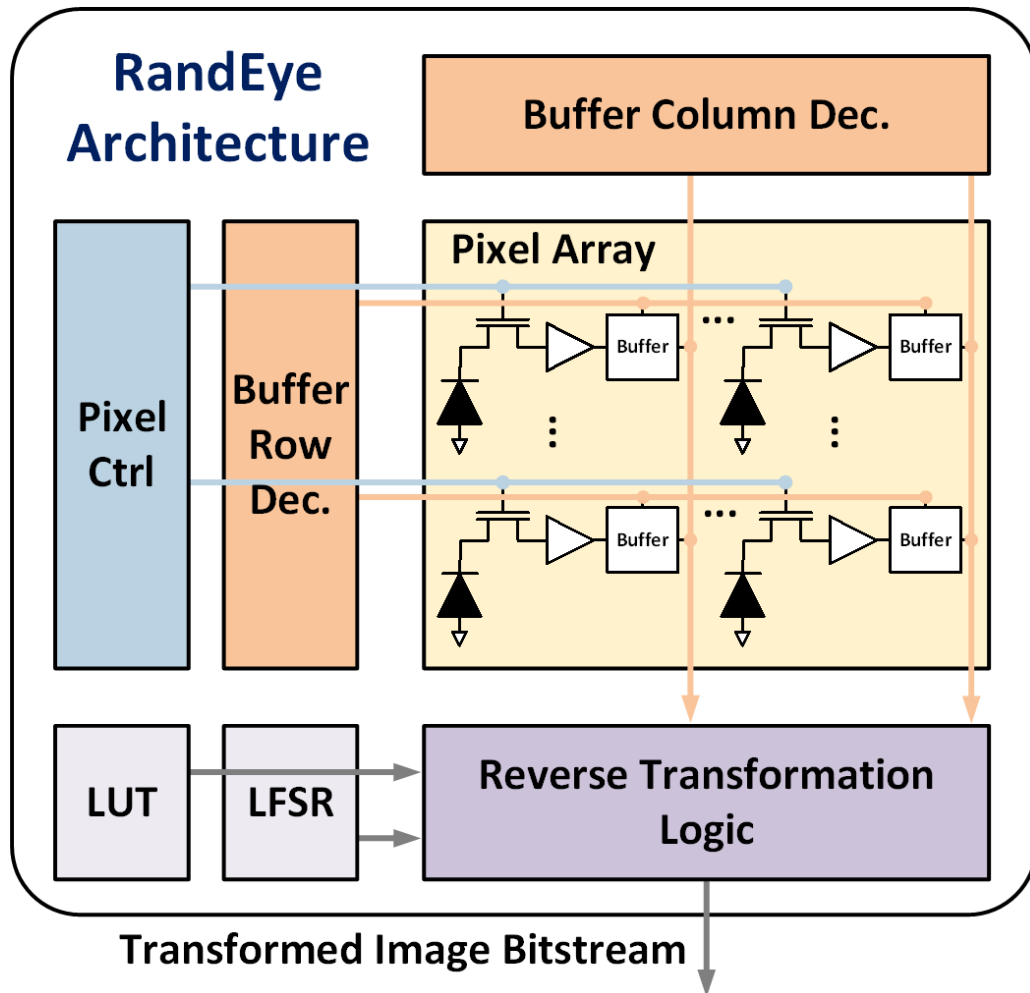 RandEye
Architecture
Buffer Column Dec.
Pixel
Ctrl
Buffer
Row
Dec.
Pixel Array
Buffer
...
Buffer
...
...
Buffer
...
Buffer
LUT
LFSR
Reverse Transformation
Logic
Transformed Image Bitstream